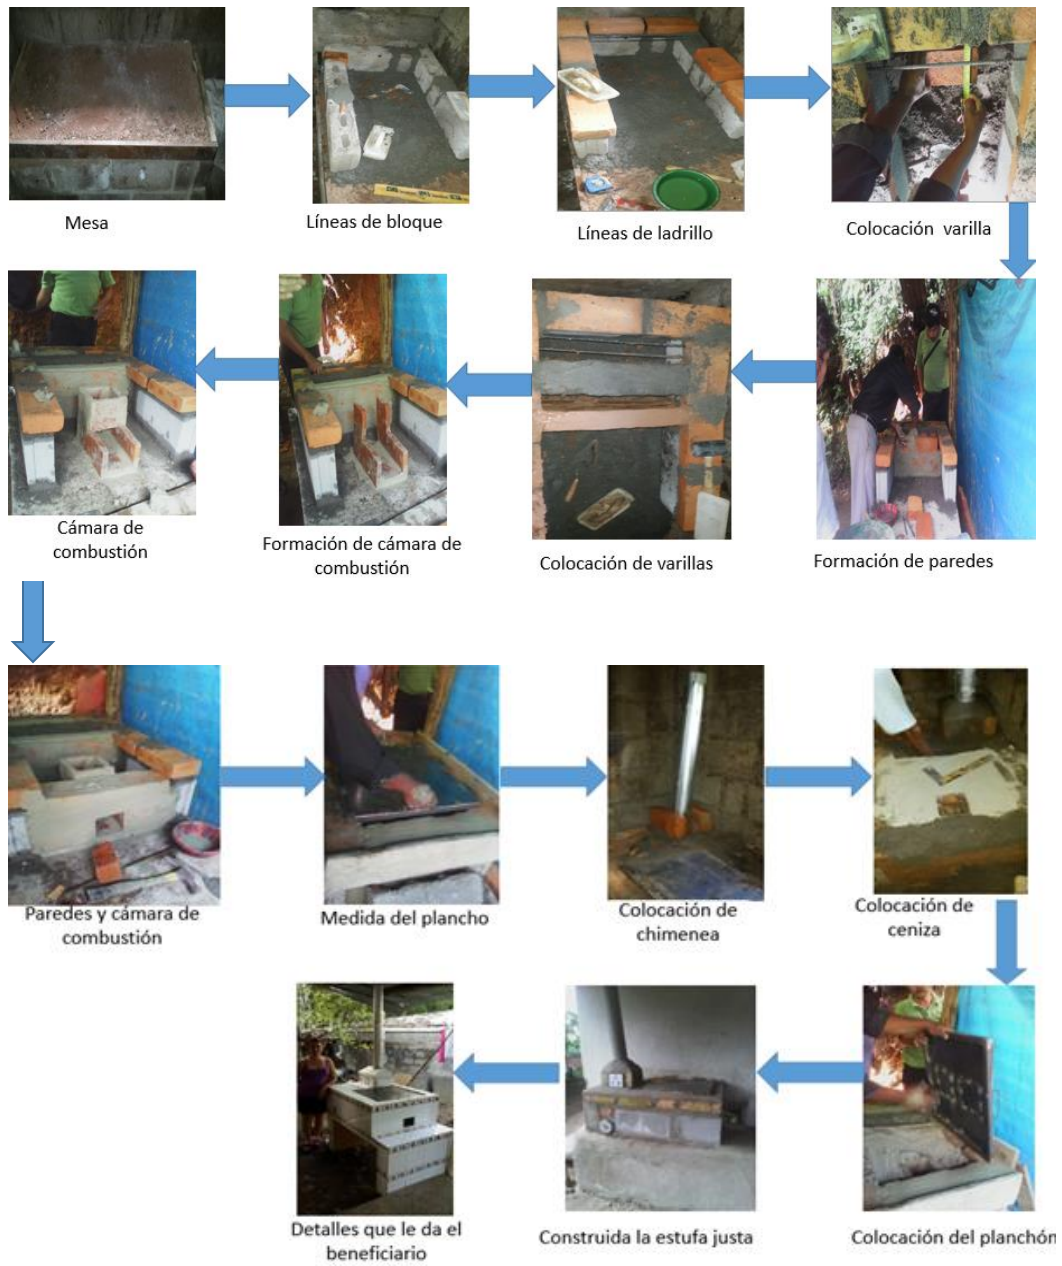 Mesa
Líneas de bloque
Líneas de ladrillo
Colocación varilla
Formación de paredes
Colocación de varillas
Formación de cámara de
combustión
Cámara de
combustión
Paredes y cámara de
combustión
Medida del plancho
Colocación de
chimenea
Colocación de
ceniza
Colocación del planchón
Construida la estufa justa
Detalles que le da el
beneficiario